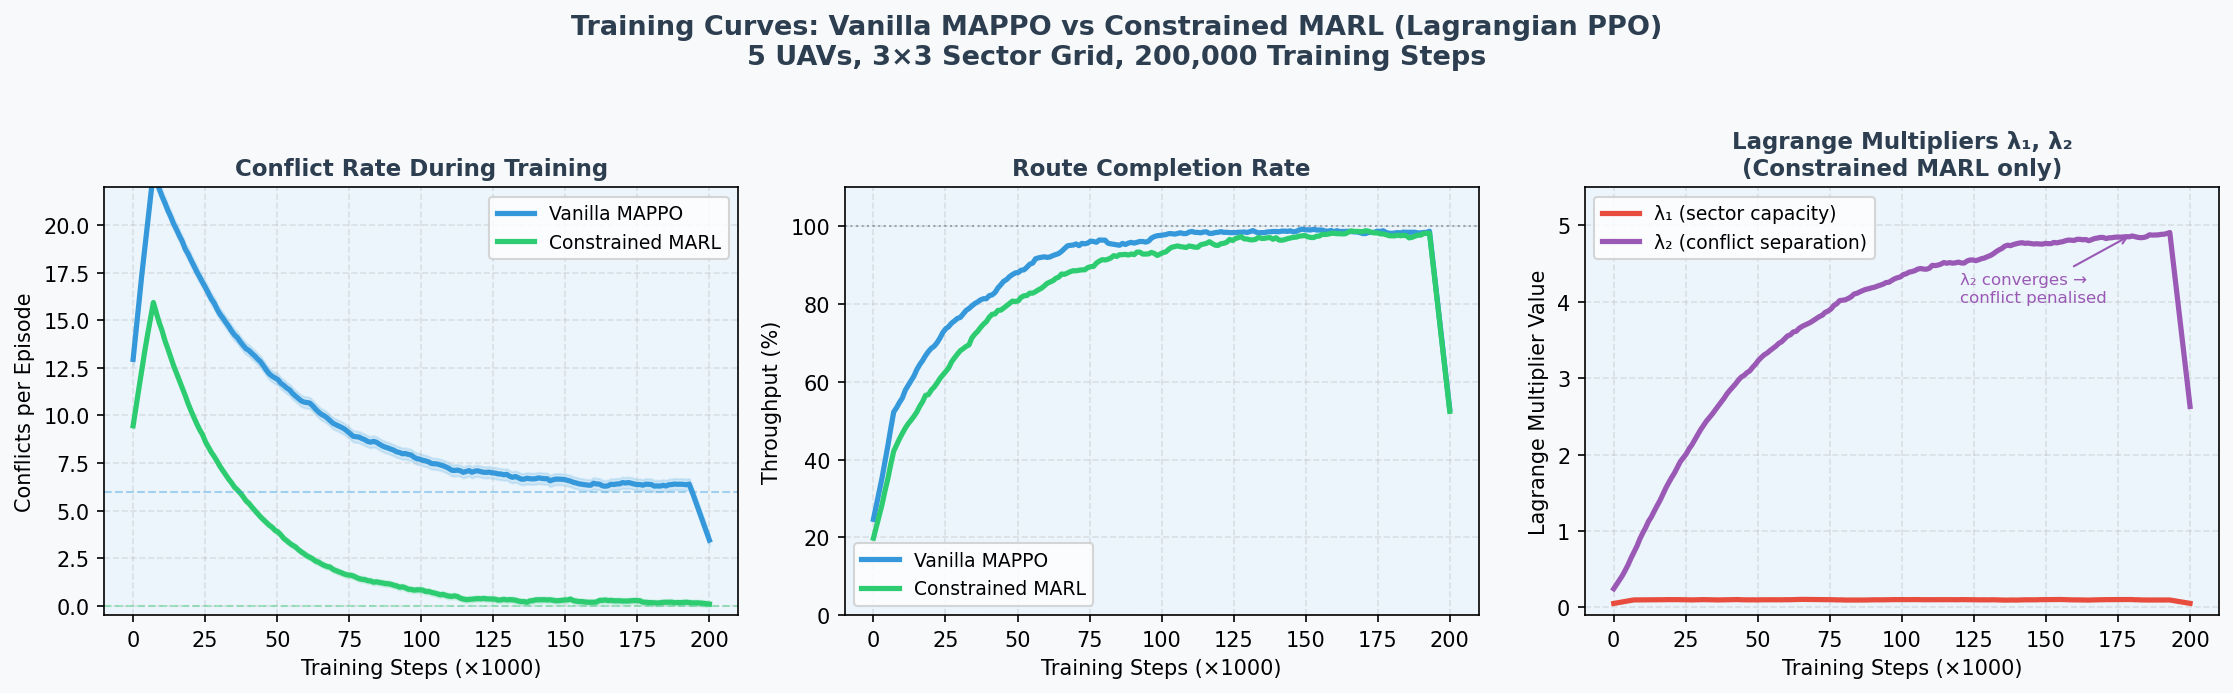 Training Curves: Vanilla MAPPO vs Constrained MARL (Lagrangian PPO)
5 UAVs, 3×3 Sector Grid, 200,000 Training Steps
Conflict Rate During Training
Conflicts per Episode
20.0
17.5
15.0
12.5
10.0
7.5
5.0
2.5
0.0
Vanilla MAPPO
Constrained MARL
0 25 50 75 100 125 150 175 200
Training Steps (×1000)
Route Completion Rate
Throughput (%)
100
80
60
40
20
0
Vanilla MAPPO
Constrained MARL
0 25 50 75 100 125 150 175 200
Training Steps (×1000)
Lagrange Multipliers λ₁, λ₂
(Constrained MARL only)
Lagrange Multiplier Value
5
4
3
2
1
0
λ₁ (sector capacity)
λ₂ (conflict separation)
λ₂ converges →
conflict penalised
0 25 50 75 100 125 150 175 200
Training Steps (×1000)